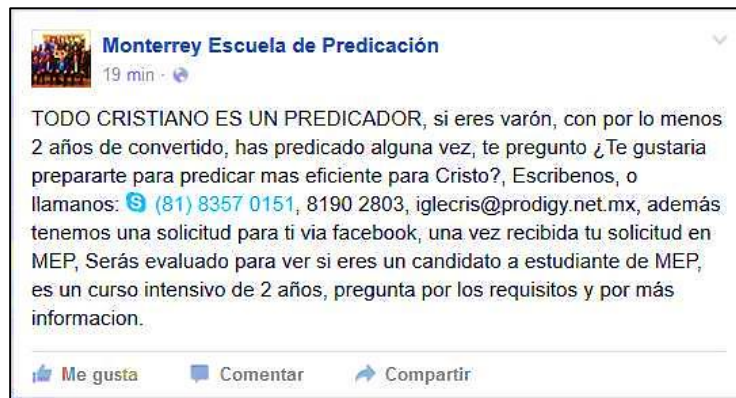 Monterrey Escuela de Predicación
19 min ·
TODO CRISTIANO ES UN PREDICADOR, si eres varón, con por lo menos
2 años de convertido, has predicado alguna vez, te pregunto ¿Te gustaria
prepararte para predicar mas eficiente para Cristo?, Escribenos, o
llamanos: (81) 8357 0151, 8190 2803, iglecris@prodigy.net.mx, además
tenemos una solicitud para ti via facebook, una vez recibida tu solicitud en
MEP, Serás evaluado para ver si eres un candidato a estudiante de MEP,
es un curso intensivo de 2 años, pregunta por los requisitos y por más
informacion.
Me gusta Comentar Compartir